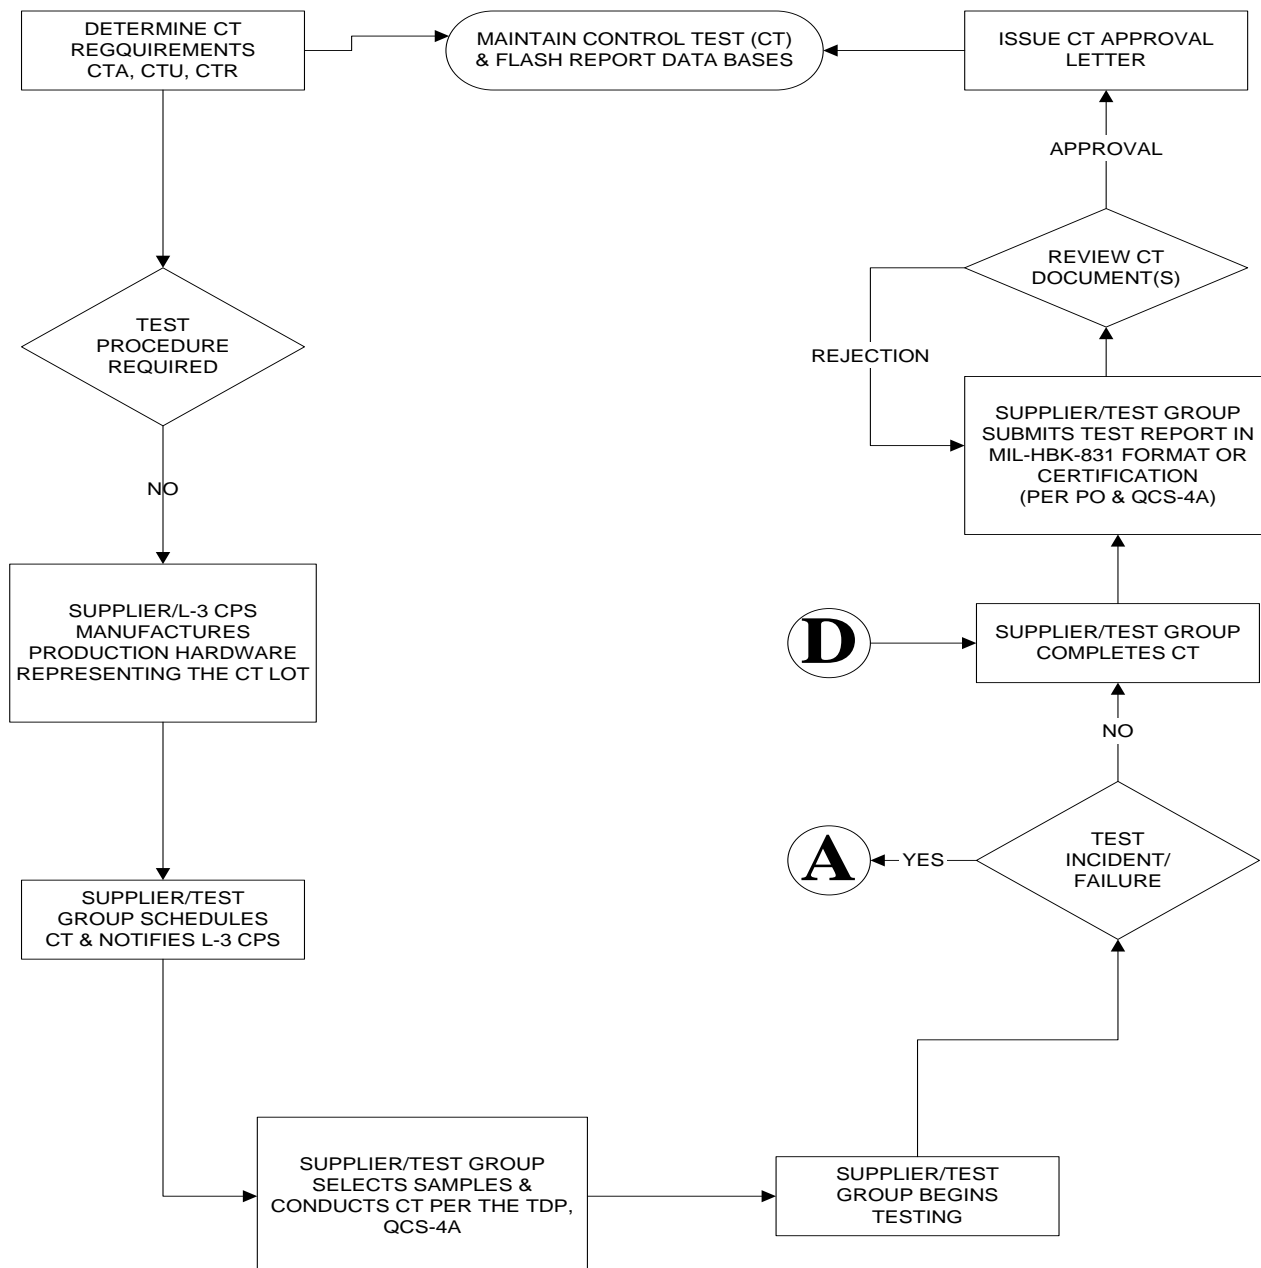 DETERMINE CT
REGQUIREMENTS
CTA, CTU, CTR
MAINTAIN CONTROL TEST (CT)
& FLASH REPORT DATA BASES
ISSUE CT APPROVAL
LETTER
APPROVAL
REVIEW CT
DOCUMENT(S)
TEST
PROCEDURE
REQUIRED
REJECTION
SUPPLIER/TEST GROUP
SUBMITS TEST REPORT IN
MIL-HBK-831 FORMAT OR
CERTIFICATION
(PER PO & QCS-4A)
NO
SUPPLIER/L-3 CPS
MANUFACTURES
PRODUCTION HARDWARE
REPRESENTING THE CT LOT
D
SUPPLIER/TEST GROUP
COMPLETES CT
NO
A
YES
TEST
INCIDENT/
FAILURE
SUPPLIER/TEST
GROUP SCHEDULES
CT & NOTIFIES L-3 CPS
SUPPLIER/TEST GROUP
SELECTS SAMPLES &
CONDUCTS CT PER THE TDP,
QCS-4A
SUPPLIER/TEST
GROUP BEGINS
TESTING